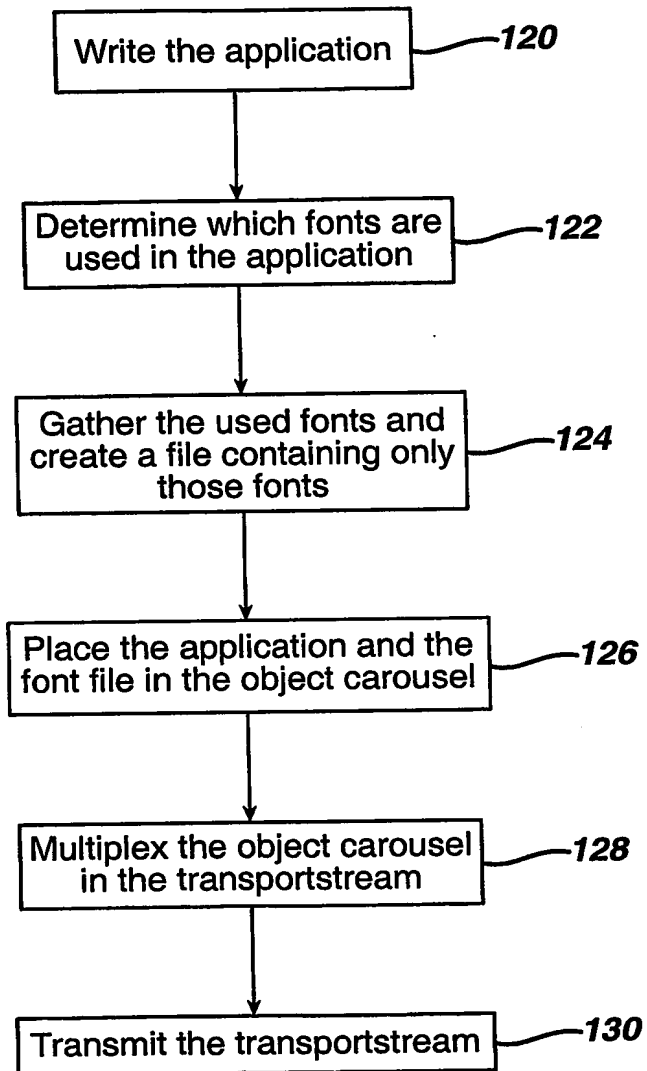 Write the application
120
Determine which fonts are
used in the application
122
Gather the used fonts and
create a file containing only
those fonts
124
Place the application and the
font file in the object carousel
126
Multiplex the object carousel
in the transportstream
128
Transmit the transportstream
130